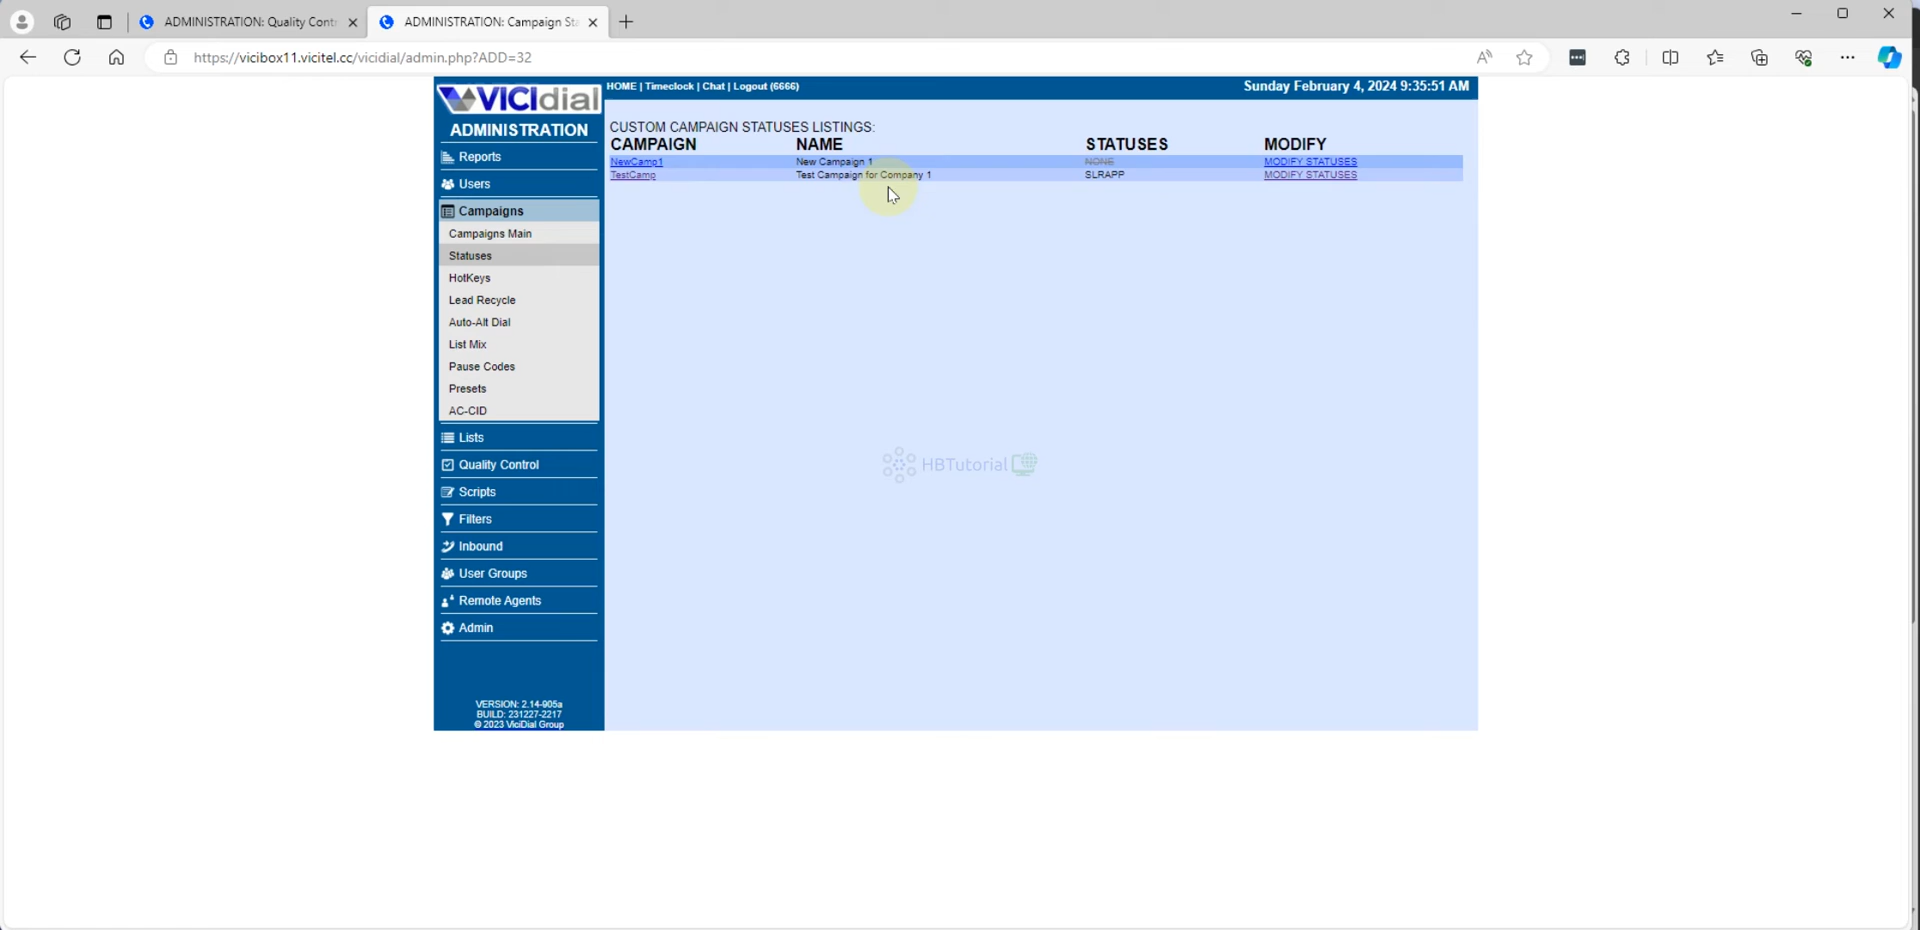 ADMINISTRATION: Quality Contr
ADMINISTRATION: Campaign Sta
https://vicibox11.vicitel.cc/vicidial/admin.php?ADD=32
VICIdial
HOME | Timeclock | Chat | Logout (6666)
Sunday February 4, 2024 9:35:51 AM
ADMINISTRATION
CUSTOM CAMPAIGN STATUSES LISTINGS:
CAMPAIGN NAME STATUSES MODIFY
NewCamp1 New Campaign 1 NONE MODIFY STATUSES
TestCamp Test Campaign for Company 1 SLRAPP MODIFY STATUSES
Reports
Users
Campaigns
Campaigns Main
Statuses
HotKeys
Lead Recycle
Auto-Alt Dial
List Mix
Pause Codes
Presets
AC-CID
Lists
Quality Control
Scripts
Filters
Inbound
User Groups
Remote Agents
Admin
HBTutorial
VERSION: 2.14-905a
BUILD: 231227-2217
© 2023 ViciDial Group